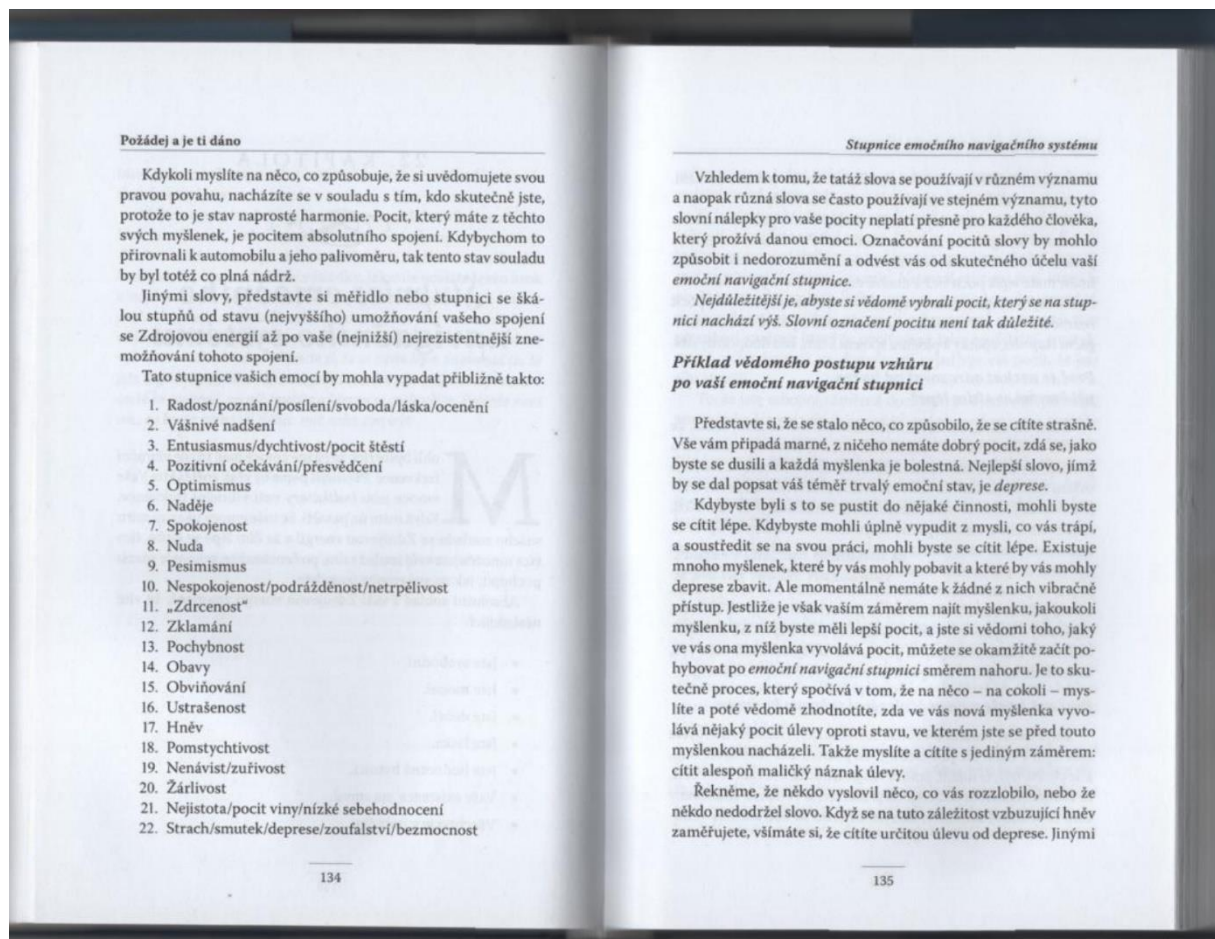 Požádej a je ti dáno
Kdykoli myslíte na něco, co způsobuje, že si uvědomujete svou
pravou povahu, nacházíte se v souladu s tím, kdo skutečně jste,
protože to je stav naprosté harmonie. Pocit, který máte z těchto
svých myšlenek, je pocitem absolutního spojení. Kdybychom to
přirovnali k automobilu a jeho palivoměru, tak tento stav souladu
by byl totéž co plná nádrž.
Jinými slovy, představte si měřidlo nebo stupnici se šká-
lou stupňů od stavu (nejvyššího) umožňování vašeho spojení
se Zdrojovou energií až po vaše (nejnižší) nejrezistentnější zne-
možňování tohoto spojení.
Tato stupnice vašich emocí by mohla vypadat přibližně takto:
1. Radost/poznání/posílení/svoboda/láska/ocenění
2. Vášnivé nadšení
3. Entusiasmus/dychtivost/pocit štěstí
4. Pozitivní očekávání/přesvědčení
5. Optimismus
6. Naděje
7. Spokojenost
8. Nuda
9. Pesimismus
10. Nespokojenost/podrážděnost/netrpělivost
11. „Zdrcenost“
12. Zklamání
13. Pochybnost
14. Obavy
15. Obviňování
16. Ustrašenost
17. Hněv
18. Pomstychtivost
19. Nenávist/zuřivost
20. Žárlivost
21. Nejistota/pocit viny/nízké sebehodnocení
22. Strach/smutek/deprese/zoufalství/bezmocnost
134
Stupnice emočního navigačního systému
Vzhledem k tomu, že tatáž slova se používají v různém významu
a naopak různá slova se často používají ve stejném významu, tyto
slovní nálepky pro vaše pocity neplatí přesně pro každého člověka,
který prožívá danou emoci. Označování pocitů slovy by mohlo
způsobit i nedorozumění a odvést vás od skutečného účelu vaší
emoční navigační stupnice.
Nejdůležitější je, abyste si vědomě vybrali pocit, který se na stup-
nici nachází výš. Slovní označení pocitu není tak důležité.
Příklad vědomého postupu vzhůru
po vaší emoční navigační stupnici
Představte si, že se stalo něco, co způsobilo, že se cítíte strašně.
Vše vám připadá marné, z ničeho nemáte dobrý pocit, zdá se, jako
byste se dusili a každá myšlenka je bolestná. Nejlepší slovo, jímž
by se dal popsat váš téměř trvalý emoční stav, je deprese.
Kdybyste byli s to se pustit do nějaké činnosti, mohli byste
se cítit lépe. Kdybyste mohli úplně vypudit z mysli, co vás trápí,
a soustředit se na svou práci, mohli byste se cítit lépe. Existuje
mnoho myšlenek, které by vás mohly pobavit a které by vás mohly
deprese zbavit. Ale momentálně nemáte k žádné z nich vibračně
přístup. Jestliže je však vaším záměrem najít myšlenku, jakoukoli
myšlenku, z níž byste měli lepší pocit, a jste si vědomi toho, jaký
ve vás ona myšlenka vyvolává pocit, můžete se okamžitě začít po-
hybovat po emoční navigační stupnici směrem nahoru. Je to sku-
tečně proces, který spočívá v tom, že na něco – na cokoli – mys-
líte a poté vědomě zhodnotíte, zda ve vás nová myšlenka vyvo-
lává nějaký pocit úlevy oproti stavu, ve kterém jste se před touto
myšlenkou nacházeli. Takže myslíte a cítíte s jediným záměrem:
cítit alespoň maličký náznak úlevy.
Řekněme, že někdo vyslovil něco, co vás rozzlobilo, nebo že
někdo nedodržel slovo. Když se na tuto záležitost vzbuzující hněv
zaměřujete, všímáte si, že cítíte určitou úlevu od deprese. Jinými
135